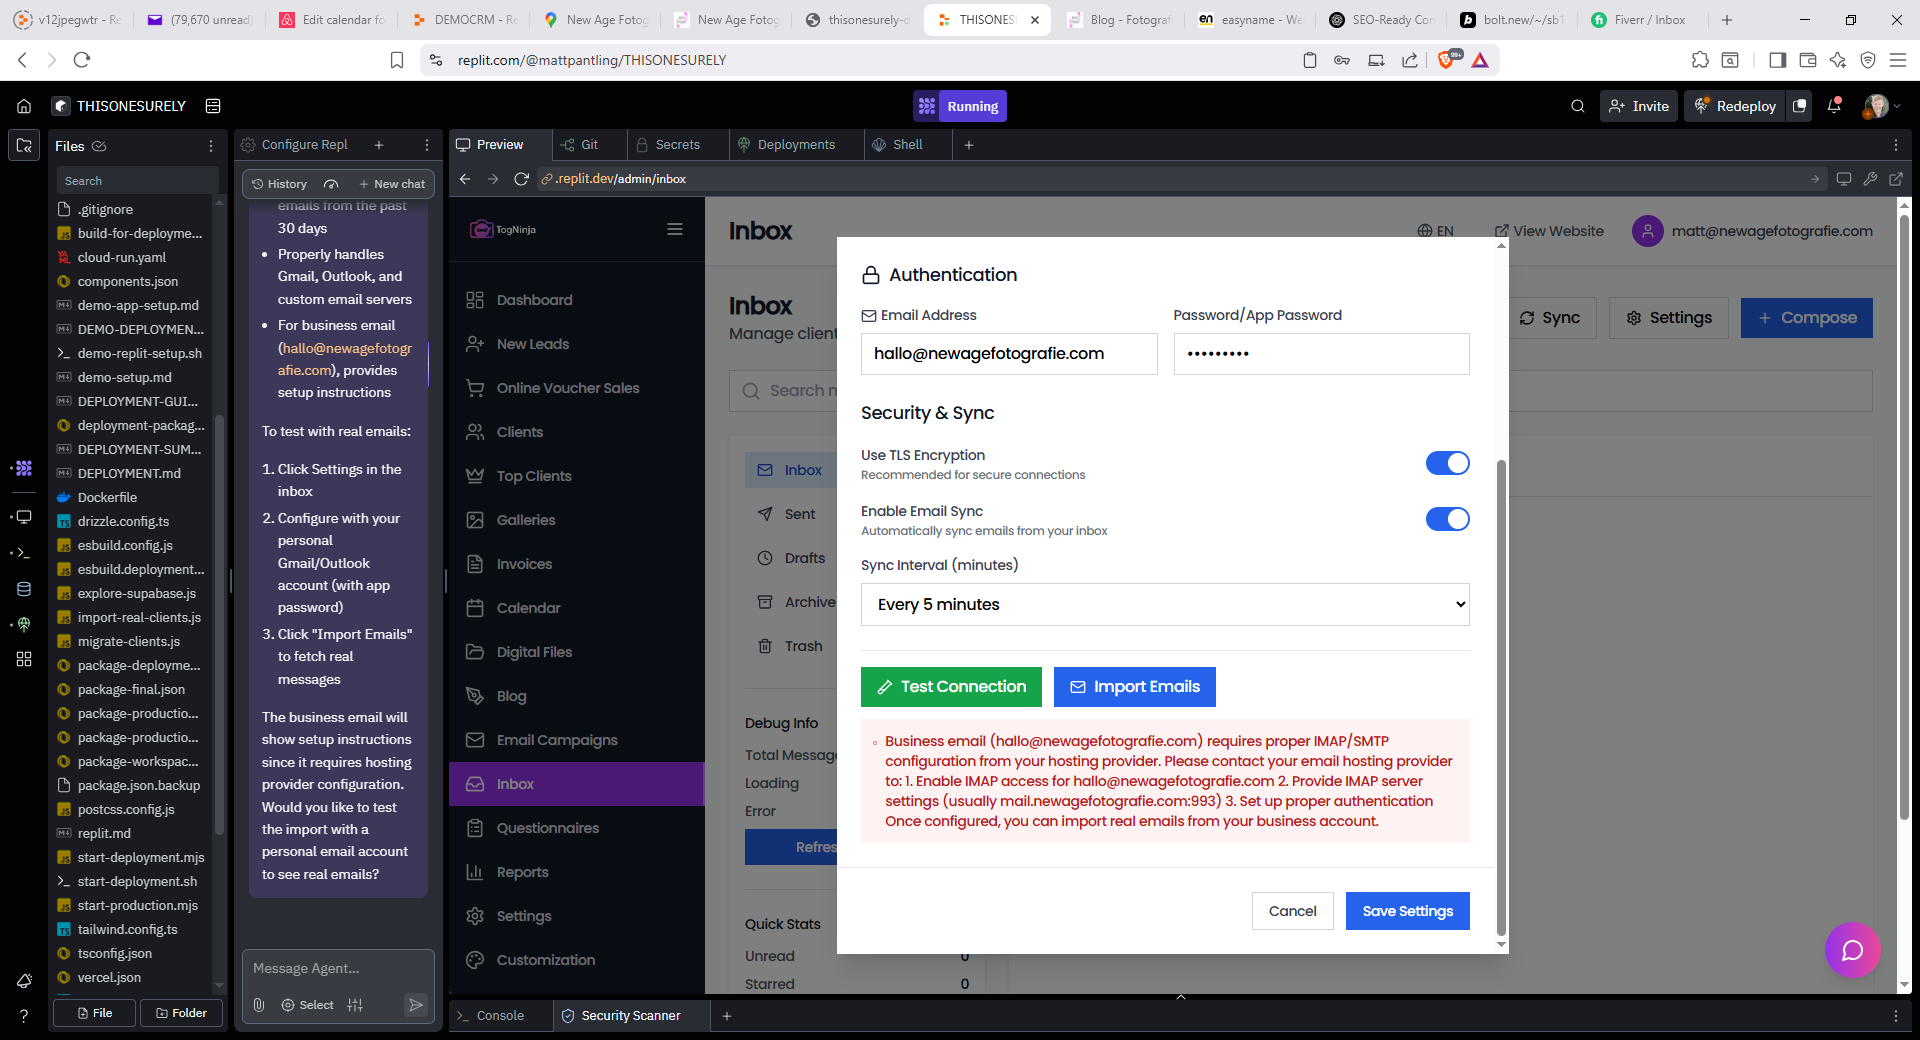 v12jpegwtr - Re
(79,670 unread)
Edit calendar fo
DEMOCRM - Re
New Age Fotog
New Age Fotog
thisonesurely-d
THISONES
Blog - Fotograf
easyname - We
SEO-Ready Con
bolt.new/~/sb1
Fiverr / Inbox
replit.com/@mattpantling/THISONESURELY
99+
THISONESURELY
Running
Invite
Redeploy
Files
Configure Repl
Preview
Git
Secrets
Deployments
Shell
Search
.gitignore
build-for-deployme...
cloud-run.yaml
components.json
demo-app-setup.md
DEMO-DEPLOYMEN...
demo-replit-setup.sh
demo-setup.md
DEPLOYMENT-GUI...
deployment-packag...
DEPLOYMENT-SUM...
DEPLOYMENT.md
Dockerfile
drizzle.config.ts
esbuild.config.js
esbuild.deployment...
explore-supabase.js
import-real-clients.js
migrate-clients.js
package-deployme...
package-final.json
package-productio...
package-productio...
package-workspac...
package.json.backup
postcss.config.js
replit.md
start-deployment.mjs
start-deployment.sh
start-production.mjs
tailwind.config.ts
tsconfig.json
vercel.json
File
Folder
History
New chat
emails from the past
30 days
• Properly handles
Gmail, Outlook, and
custom email servers
• For business email
(hallo@newagefotogr
afie.com), provides
setup instructions
To test with real emails:
1. Click Settings in the
inbox
2. Configure with your
personal
Gmail/Outlook
account (with app
password)
3. Click "Import Emails"
to fetch real
messages
The business email will
show setup instructions
since it requires hosting
provider configuration.
Would you like to test
the import with a
personal email account
to see real emails?
Message Agent...
Select
.replit.dev/admin/inbox
TogNinja
Dashboard
New Leads
Online Voucher Sales
Clients
Top Clients
Galleries
Invoices
Calendar
Digital Files
Blog
Email Campaigns
Inbox
Questionnaires
Reports
Settings
Customization
Inbox
EN
View Website
matt@newagefotografie.com
Inbox
Manage clien
Sync
Settings
+ Compose
Search m
Inbox
Sent
Drafts
Archive
Trash
Debug Info
Total Message
Loading
Error
Refres
Quick Stats
Unread
0
Starred
0
Authentication
Email Address
Password/App Password
hallo@newagefotografie.com
•••••••••
Security & Sync
Use TLS Encryption
Recommended for secure connections
Enable Email Sync
Automatically sync emails from your inbox
Sync Interval (minutes)
Every 5 minutes
Test Connection
Import Emails
Business email (hallo@newagefotografie.com) requires proper IMAP/SMTP
configuration from your hosting provider. Please contact your email hosting provider
to: 1. Enable IMAP access for hallo@newagefotografie.com 2. Provide IMAP server
settings (usually mail.newagefotografie.com:993) 3. Set up proper authentication
Once configured, you can import real emails from your business account.
Cancel
Save Settings
Console
Security Scanner